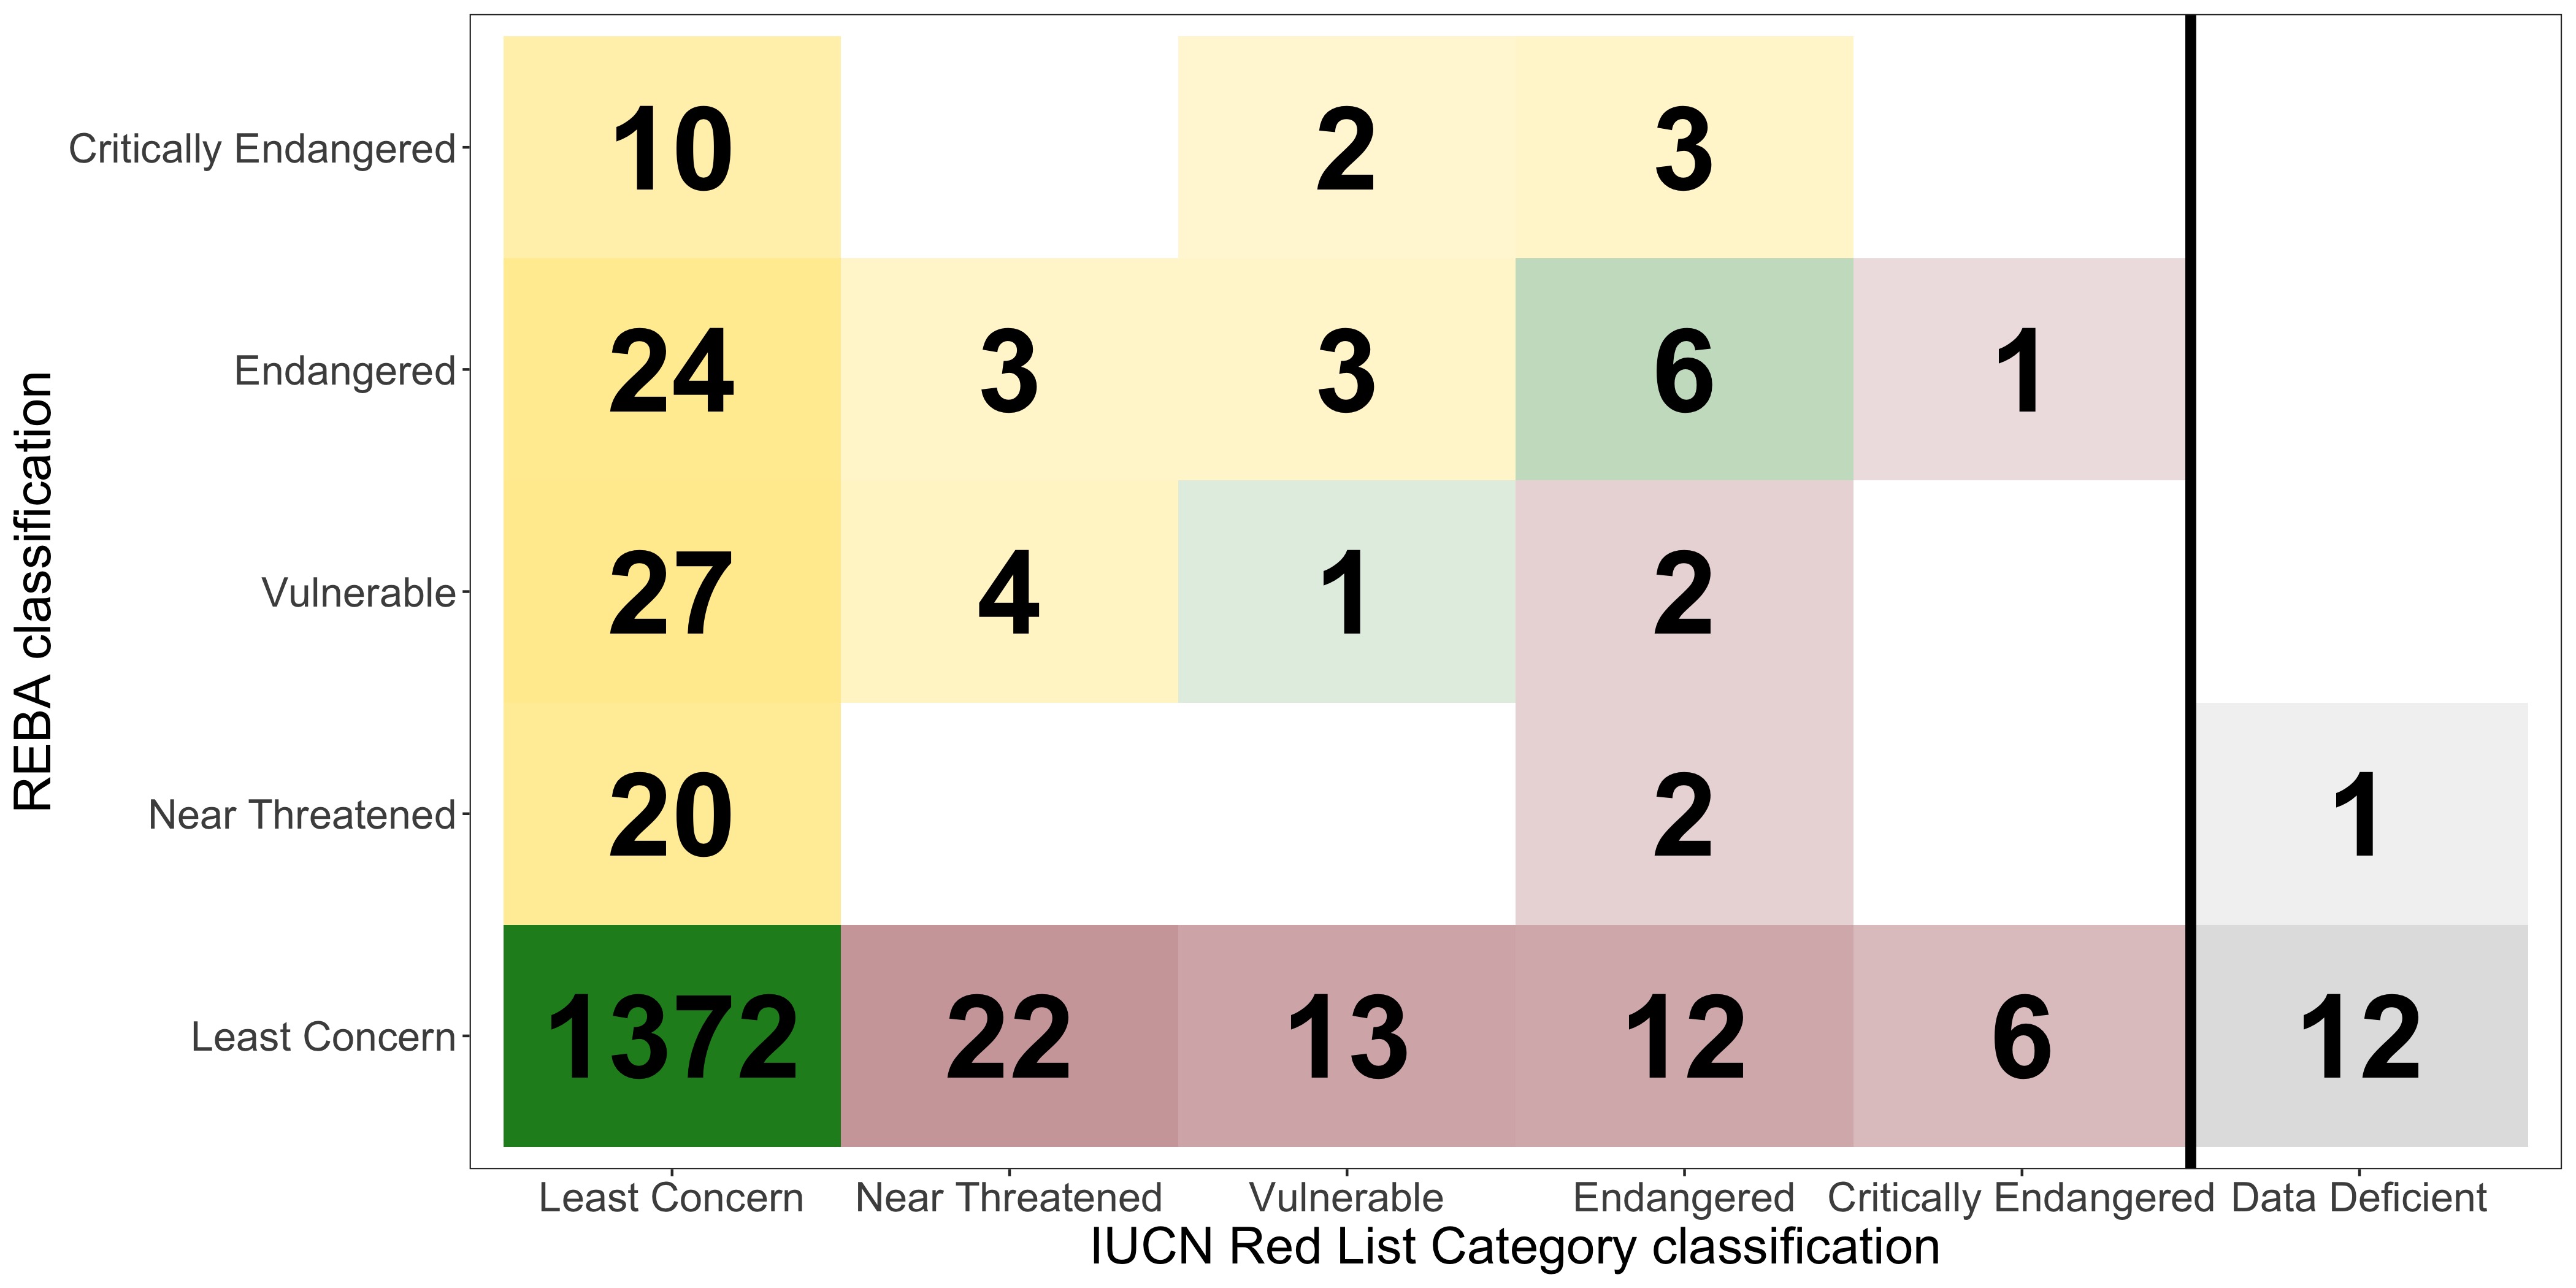 REBA classification
Critically Endangered 10 2 3
Endangered 24 3 3 6 1
Vulnerable 27 4 1 2
Near Threatened 20 2 1
Least Concern 1372 22 13 12 6 12
Least Concern Near Threatened Vulnerable Endangered Critically Endangered Data Deficient
IUCN Red List Category classification